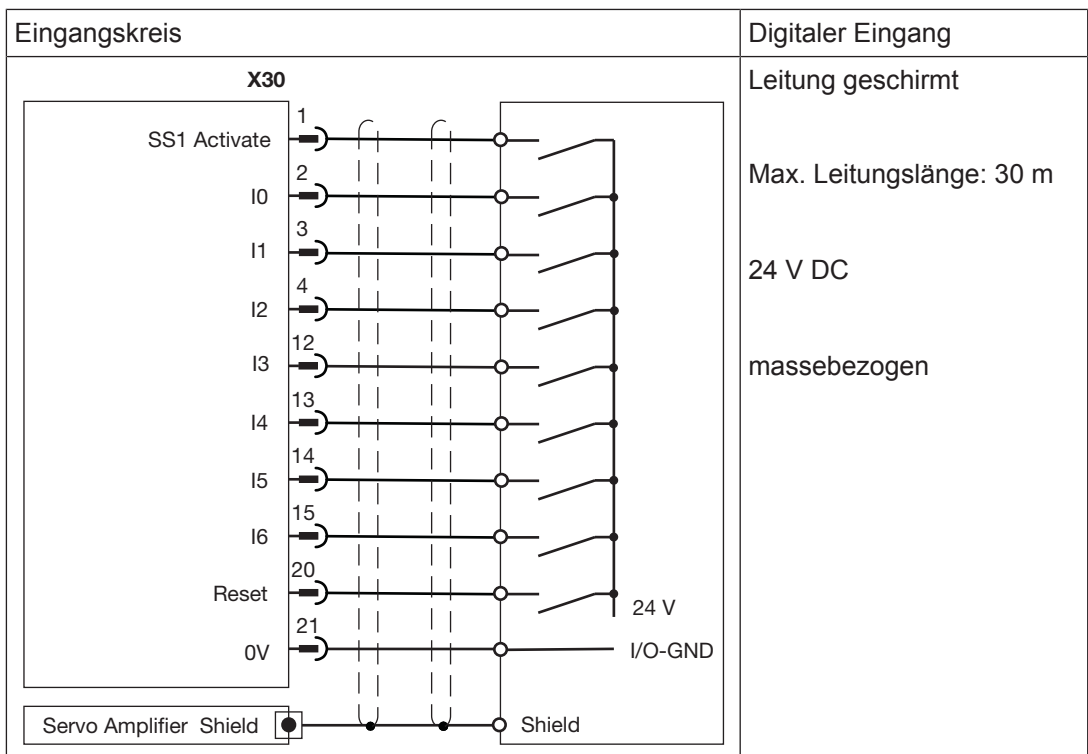 Eingangskreis
Digitaler Eingang
X30
SS1 Activate 1
I0 2
I1 3
I2 4
I3 12
I4 13
I5 14
I6 15
Reset 20
24 V
0V 21
I/O-GND
Servo Amplifier Shield
Shield
Leitung geschirmt
Max. Leitungslänge: 30 m
24 V DC
massebezogen